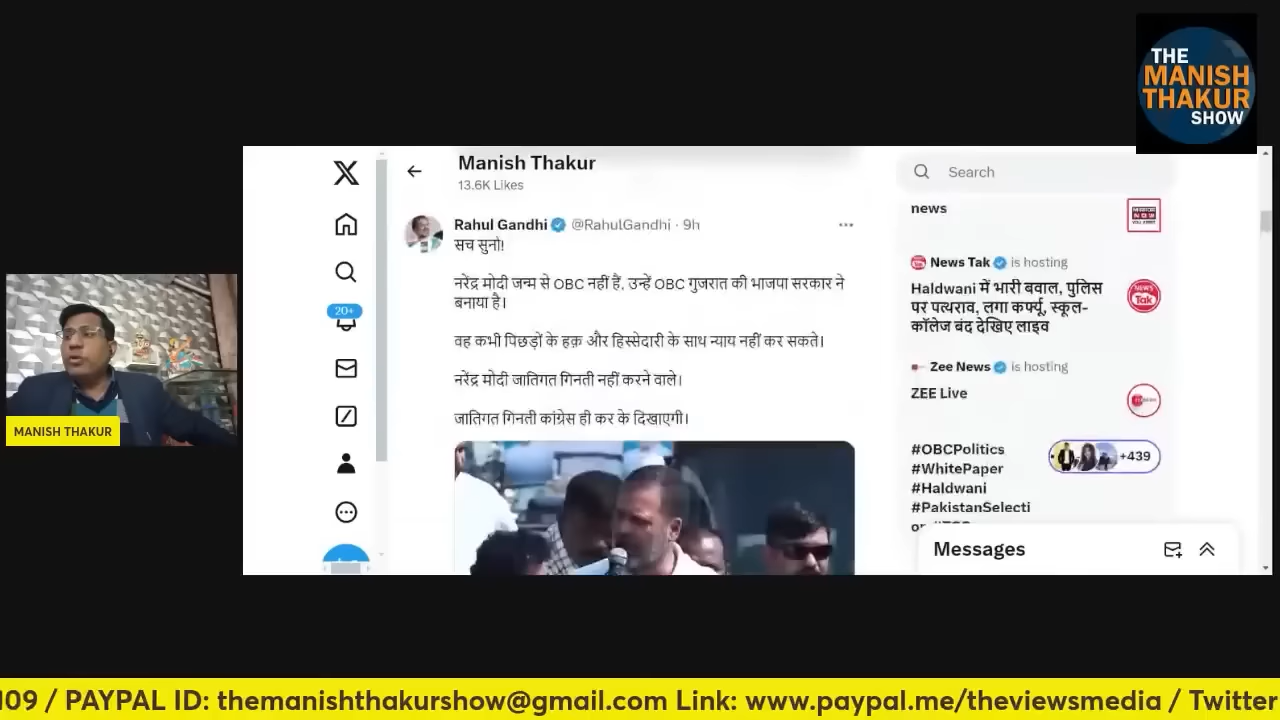 THE
MANISH
THAKUR
SHOW
Manish Thakur
13.6K Likes
Rahul Gandhi @RahulGandhi · 9h
सच सुनो!
नरेंद्र मोदी जन्म से OBC नहीं हैं, उन्हें OBC गुजरात की भाजपा सरकार ने
बनाया है।
वह कभी पिछड़ों के हक़ और हिस्सेदारी के साथ न्याय नहीं कर सकते।
नरेंद्र मोदी जातिगत गिनती नहीं करने वाले।
जातिगत गिनती कांग्रेस ही कर के दिखाएगी।
20+
Search
news
News Tak is hosting
Haldwani में भारी बवाल, पुलिस
पर पत्थराव, लगा कर्फ्यू, स्कूल-
कॉलेज बंद देखिए लाइव
NEWS
Tak
Zee News is hosting
ZEE Live
#OBCPolitics
#WhitePaper
#Haldwani
#PakistanSelecti
+439
Messages
MANISH THAKUR
109 / PAYPAL ID: themanishthakurshow@gmail.com Link: www.paypal.me/theviewsmedia / Twitter